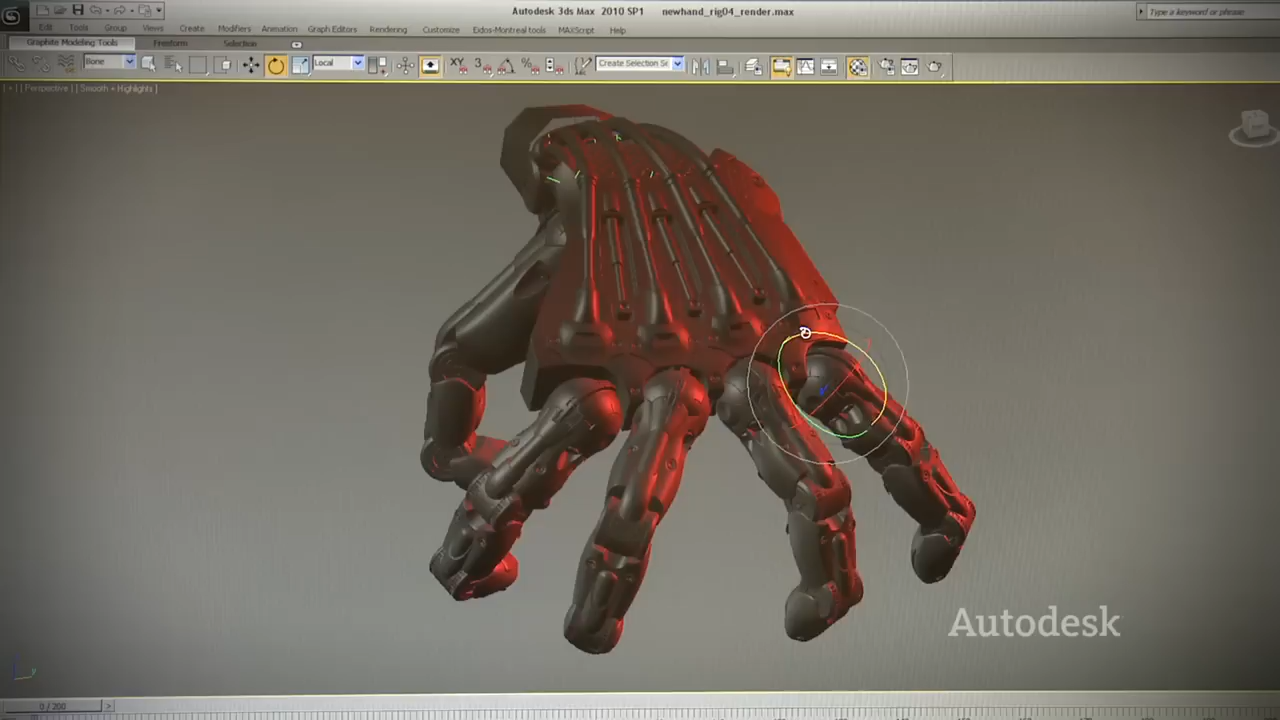 Autodesk 3ds Max 2010 SP1 newhand_rig04_render.max
Type a keyword or phrase
Edit Tools Group Views Create Modifiers Animation Graph Editors Rendering Customize Eidos-Montreal tools MAXScript Help
Graphite Modeling Tools Freeform Selection
Bone Local XY 3 % Create Selection Se
[ + ] [ Perspective ] [ Smooth + Highlights ]
Autodesk
y
0 / 200 >